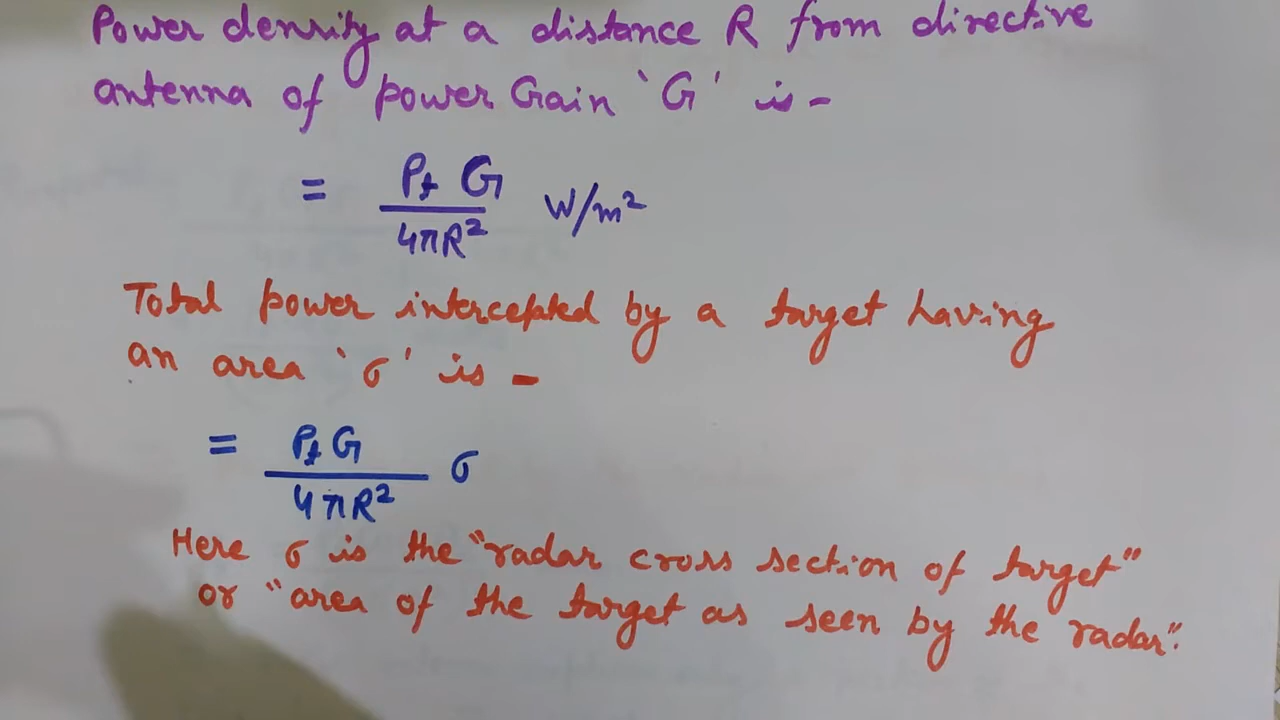 Power density at a distance R from directive
antenna of power Gain 'G' is -
= P_t G / 4πR² W/m²
Total power intercepted by a target having
an area 'σ' is -
= P_t G / 4πR² σ
Here σ is the "radar cross section of target"
or "area of the target as seen by the radar".